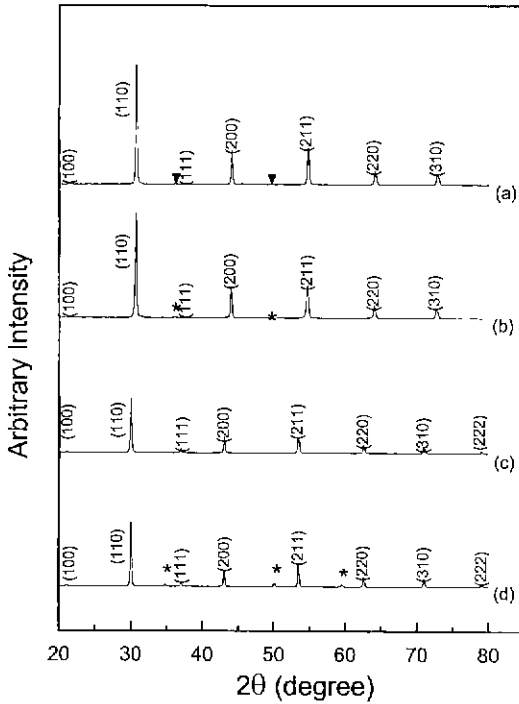 (100) (110) ▼ (111) (200) (211) ▼ (220) (310) (a)
(100) (110) * (111) (200) * (211) (220) (310) (b)
(100) (110) (111) (200) (211) (220) (310) (222) (c)
(100) (110) * (111) (200) * (211) * (220) (310) (222) (d)
Arbitrary Intensity
20 30 40 50 60 70 80
2θ (degree)